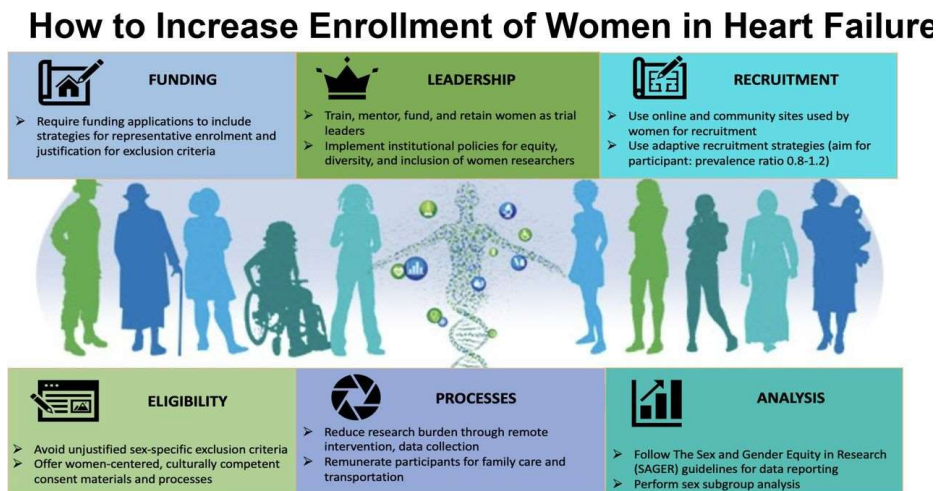 How to Increase Enrollment of Women in Heart Failure
FUNDING
➢ Require funding applications to include
strategies for representative enrolment and
justification for exclusion criteria
LEADERSHIP
➢ Train, mentor, fund, and retain women as trial
leaders
➢ Implement institutional policies for equity,
diversity, and inclusion of women researchers
RECRUITMENT
➢ Use online and community sites used by
women for recruitment
➢ Use adaptive recruitment strategies (aim for
participant: prevalence ratio 0.8-1.2)
ELIGIBILITY
➢ Avoid unjustified sex-specific exclusion criteria
➢ Offer women-centered, culturally competent
consent materials and processes
PROCESSES
➢ Reduce research burden through remote
intervention, data collection
➢ Remunerate participants for family care and
transportation
ANALYSIS
➢ Follow The Sex and Gender Equity in Research
(SAGER) guidelines for data reporting
➢ Perform sex subgroup analysis